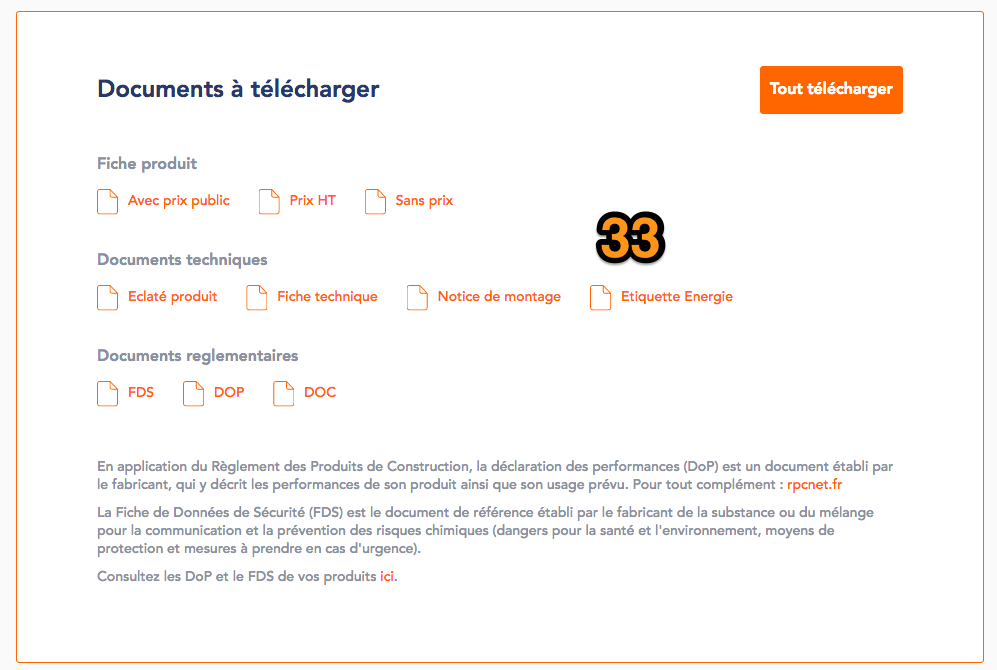 Documents à télécharger
Tout télécharger
Fiche produit
Avec prix public Prix HT Sans prix
33
Documents techniques
Eclaté produit Fiche technique Notice de montage Etiquette Energie
Documents reglementaires
FDS DOP DOC
En application du Règlement des Produits de Construction, la déclaration des performances (DoP) est un document établi par
le fabricant, qui y décrit les performances de son produit ainsi que son usage prévu. Pour tout complément : rpcnet.fr
La Fiche de Données de Sécurité (FDS) est le document de référence établi par le fabricant de la substance ou du mélange
pour la communication et la prévention des risques chimiques (dangers pour la santé et l'environnement, moyens de
protection et mesures à prendre en cas d'urgence).
Consultez les DoP et le FDS de vos produits ici.